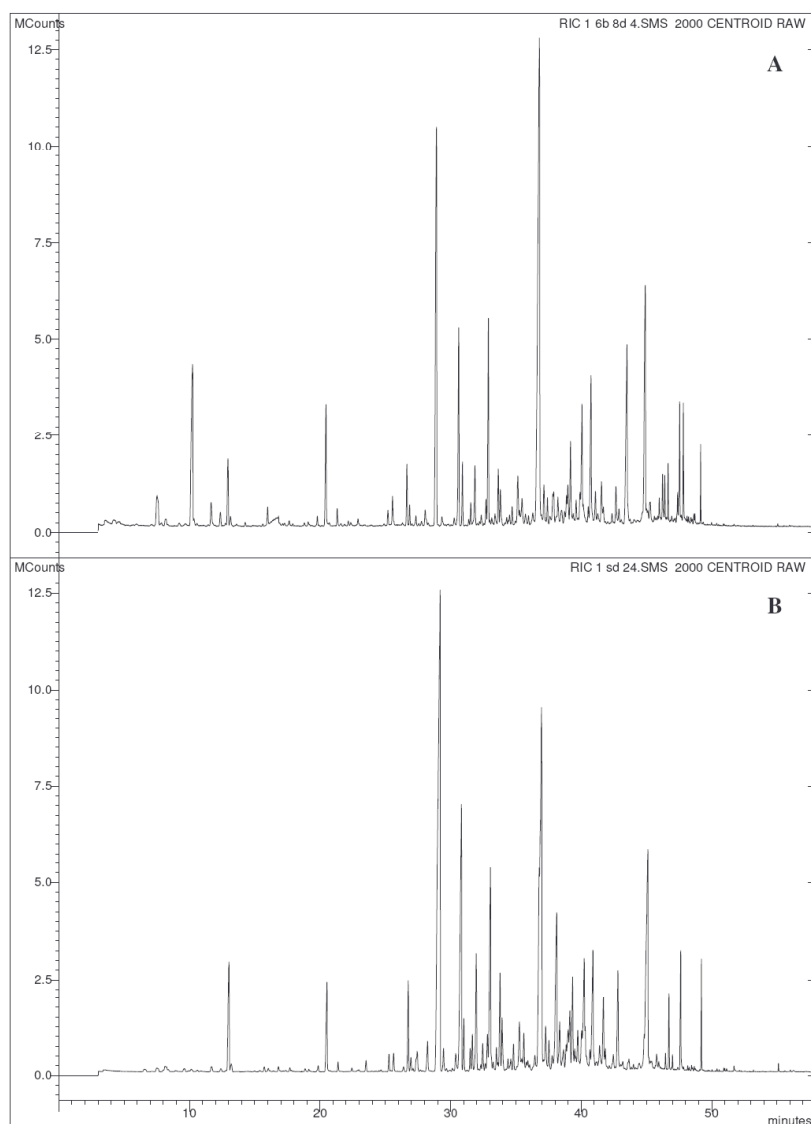 MCounts RIC 1 6b 8d 4.SMS 2000 CENTROID RAW
12.5
A
10.0
7.5
5.0
2.5
0.0
MCounts RIC 1 sd 24.SMS 2000 CENTROID RAW
12.5
B
10.0
7.5
5.0
2.5
0.0
10 20 30 40 50
minutes